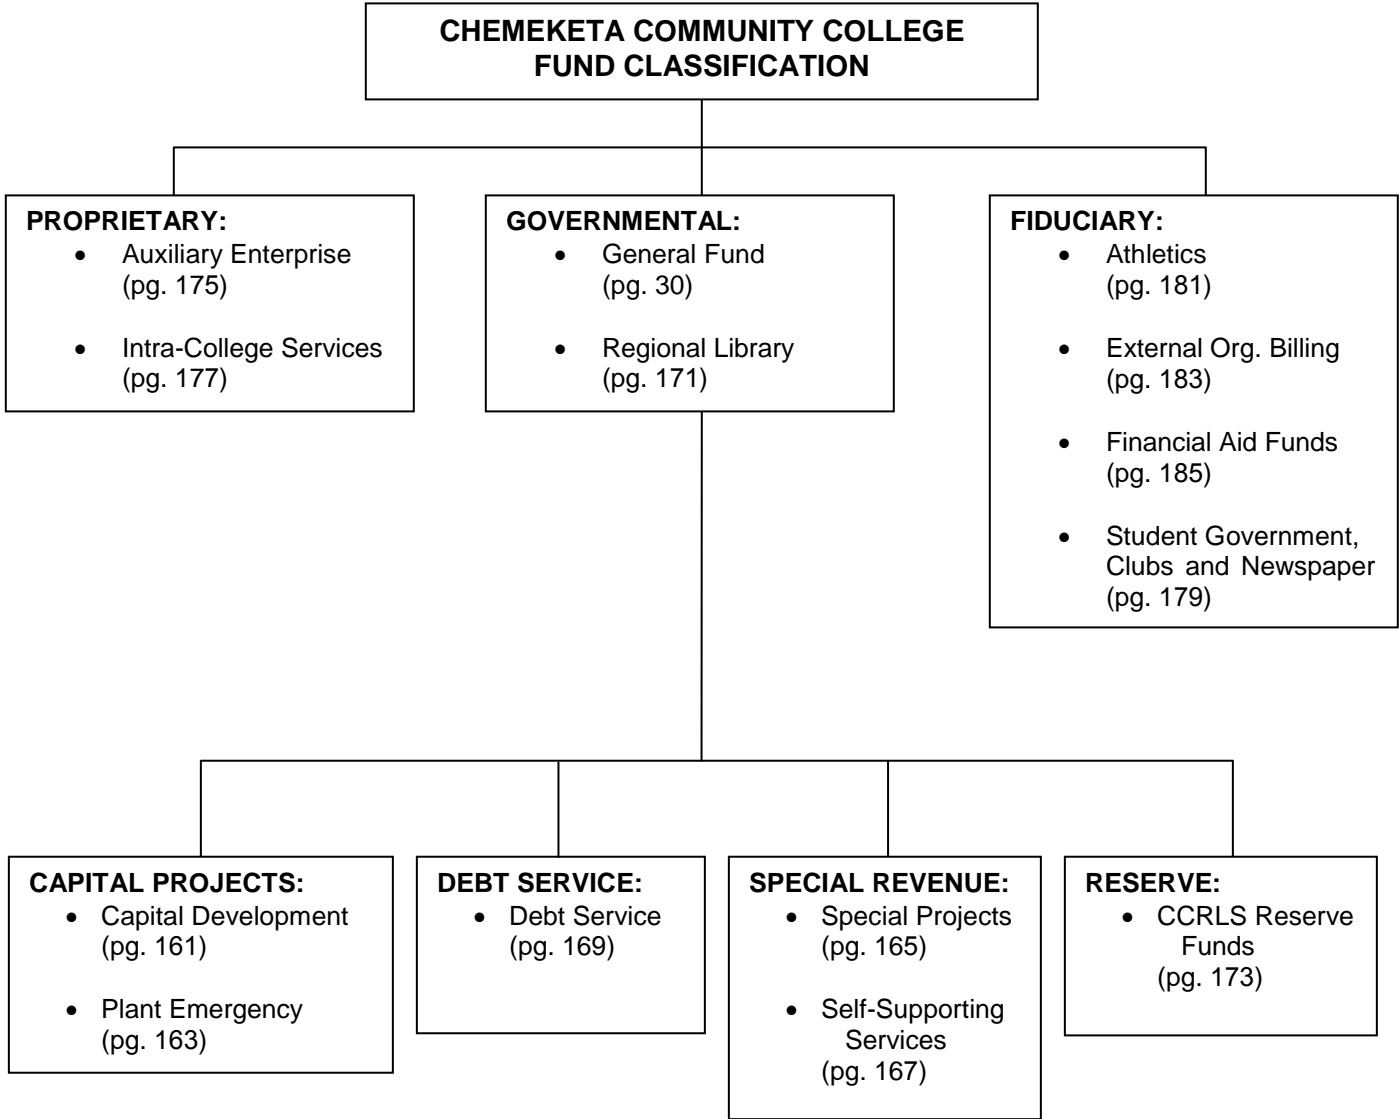 CHEMEKETA COMMUNITY COLLEGE
FUND CLASSIFICATION
PROPRIETARY:
• Auxiliary Enterprise
(pg. 175)
• Intra-College Services
(pg. 177)
GOVERNMENTAL:
• General Fund
(pg. 30)
• Regional Library
(pg. 171)
FIDUCIARY:
• Athletics
(pg. 181)
• External Org. Billing
(pg. 183)
• Financial Aid Funds
(pg. 185)
• Student Government,
Clubs and Newspaper
(pg. 179)
CAPITAL PROJECTS:
• Capital Development
(pg. 161)
• Plant Emergency
(pg. 163)
DEBT SERVICE:
• Debt Service
(pg. 169)
SPECIAL REVENUE:
• Special Projects
(pg. 165)
• Self-Supporting
Services
(pg. 167)
RESERVE:
• CCRLS Reserve
Funds
(pg. 173)